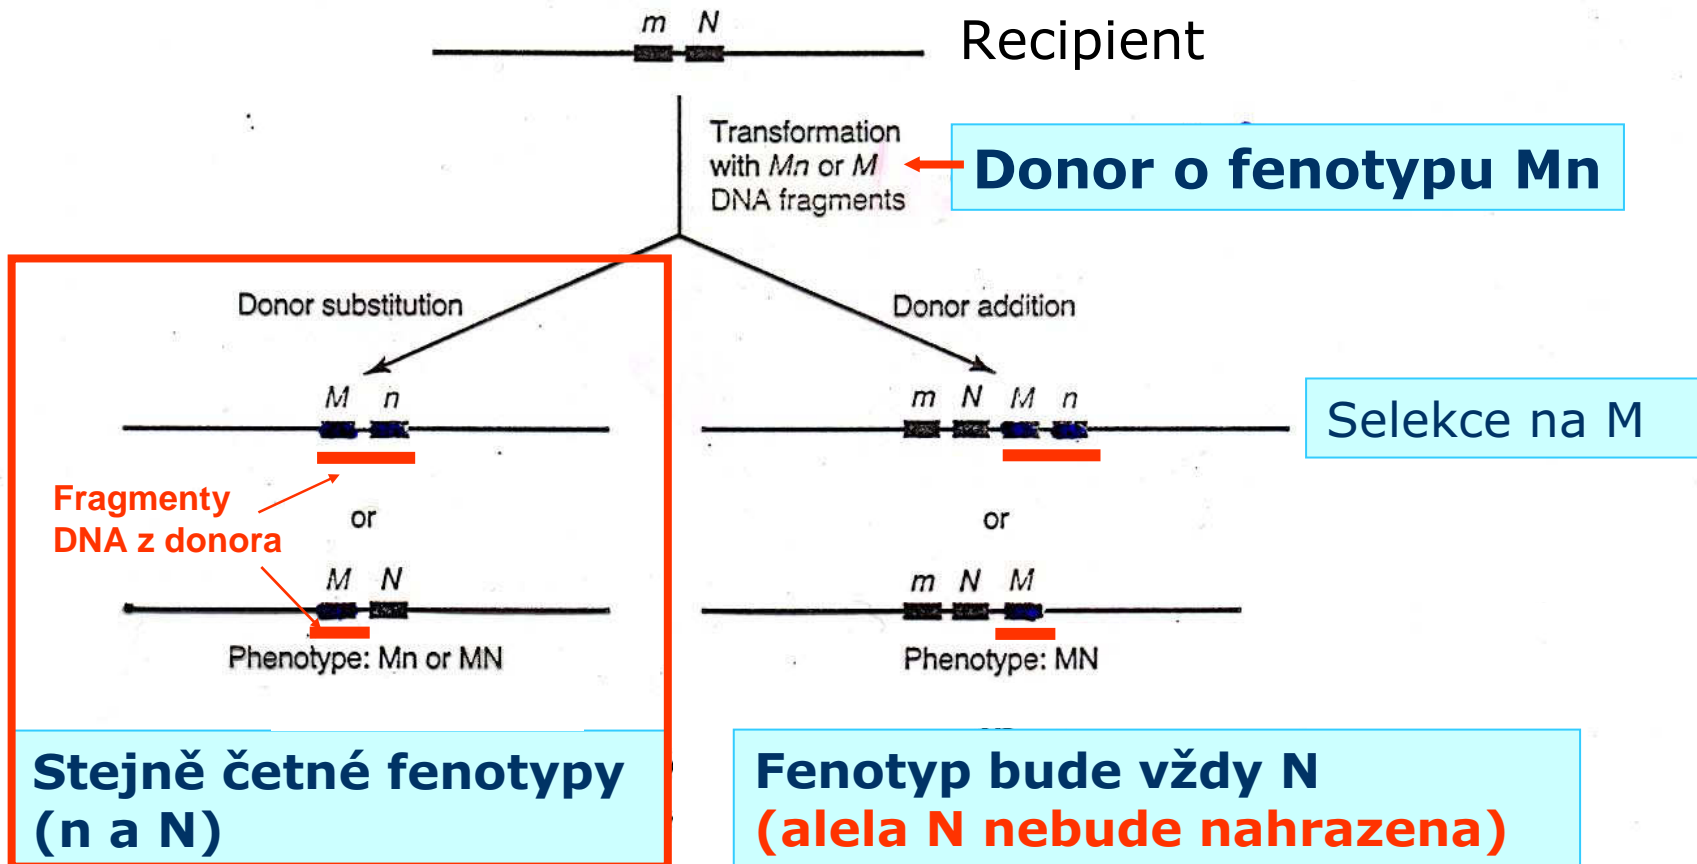 m N
Recipient
Transformation
with Mn or M
DNA fragments
Donor o fenotypu Mn
Donor substitution
Donor addition
M n
m N M n
Selekce na M
Fragmenty
DNA z donora
or
or
M N
m N M
Phenotype: Mn or MN
Phenotype: MN
Stejně četné fenotypy
(n a N)
Fenotyp bude vždy N
(alela N nebude nahrazena)